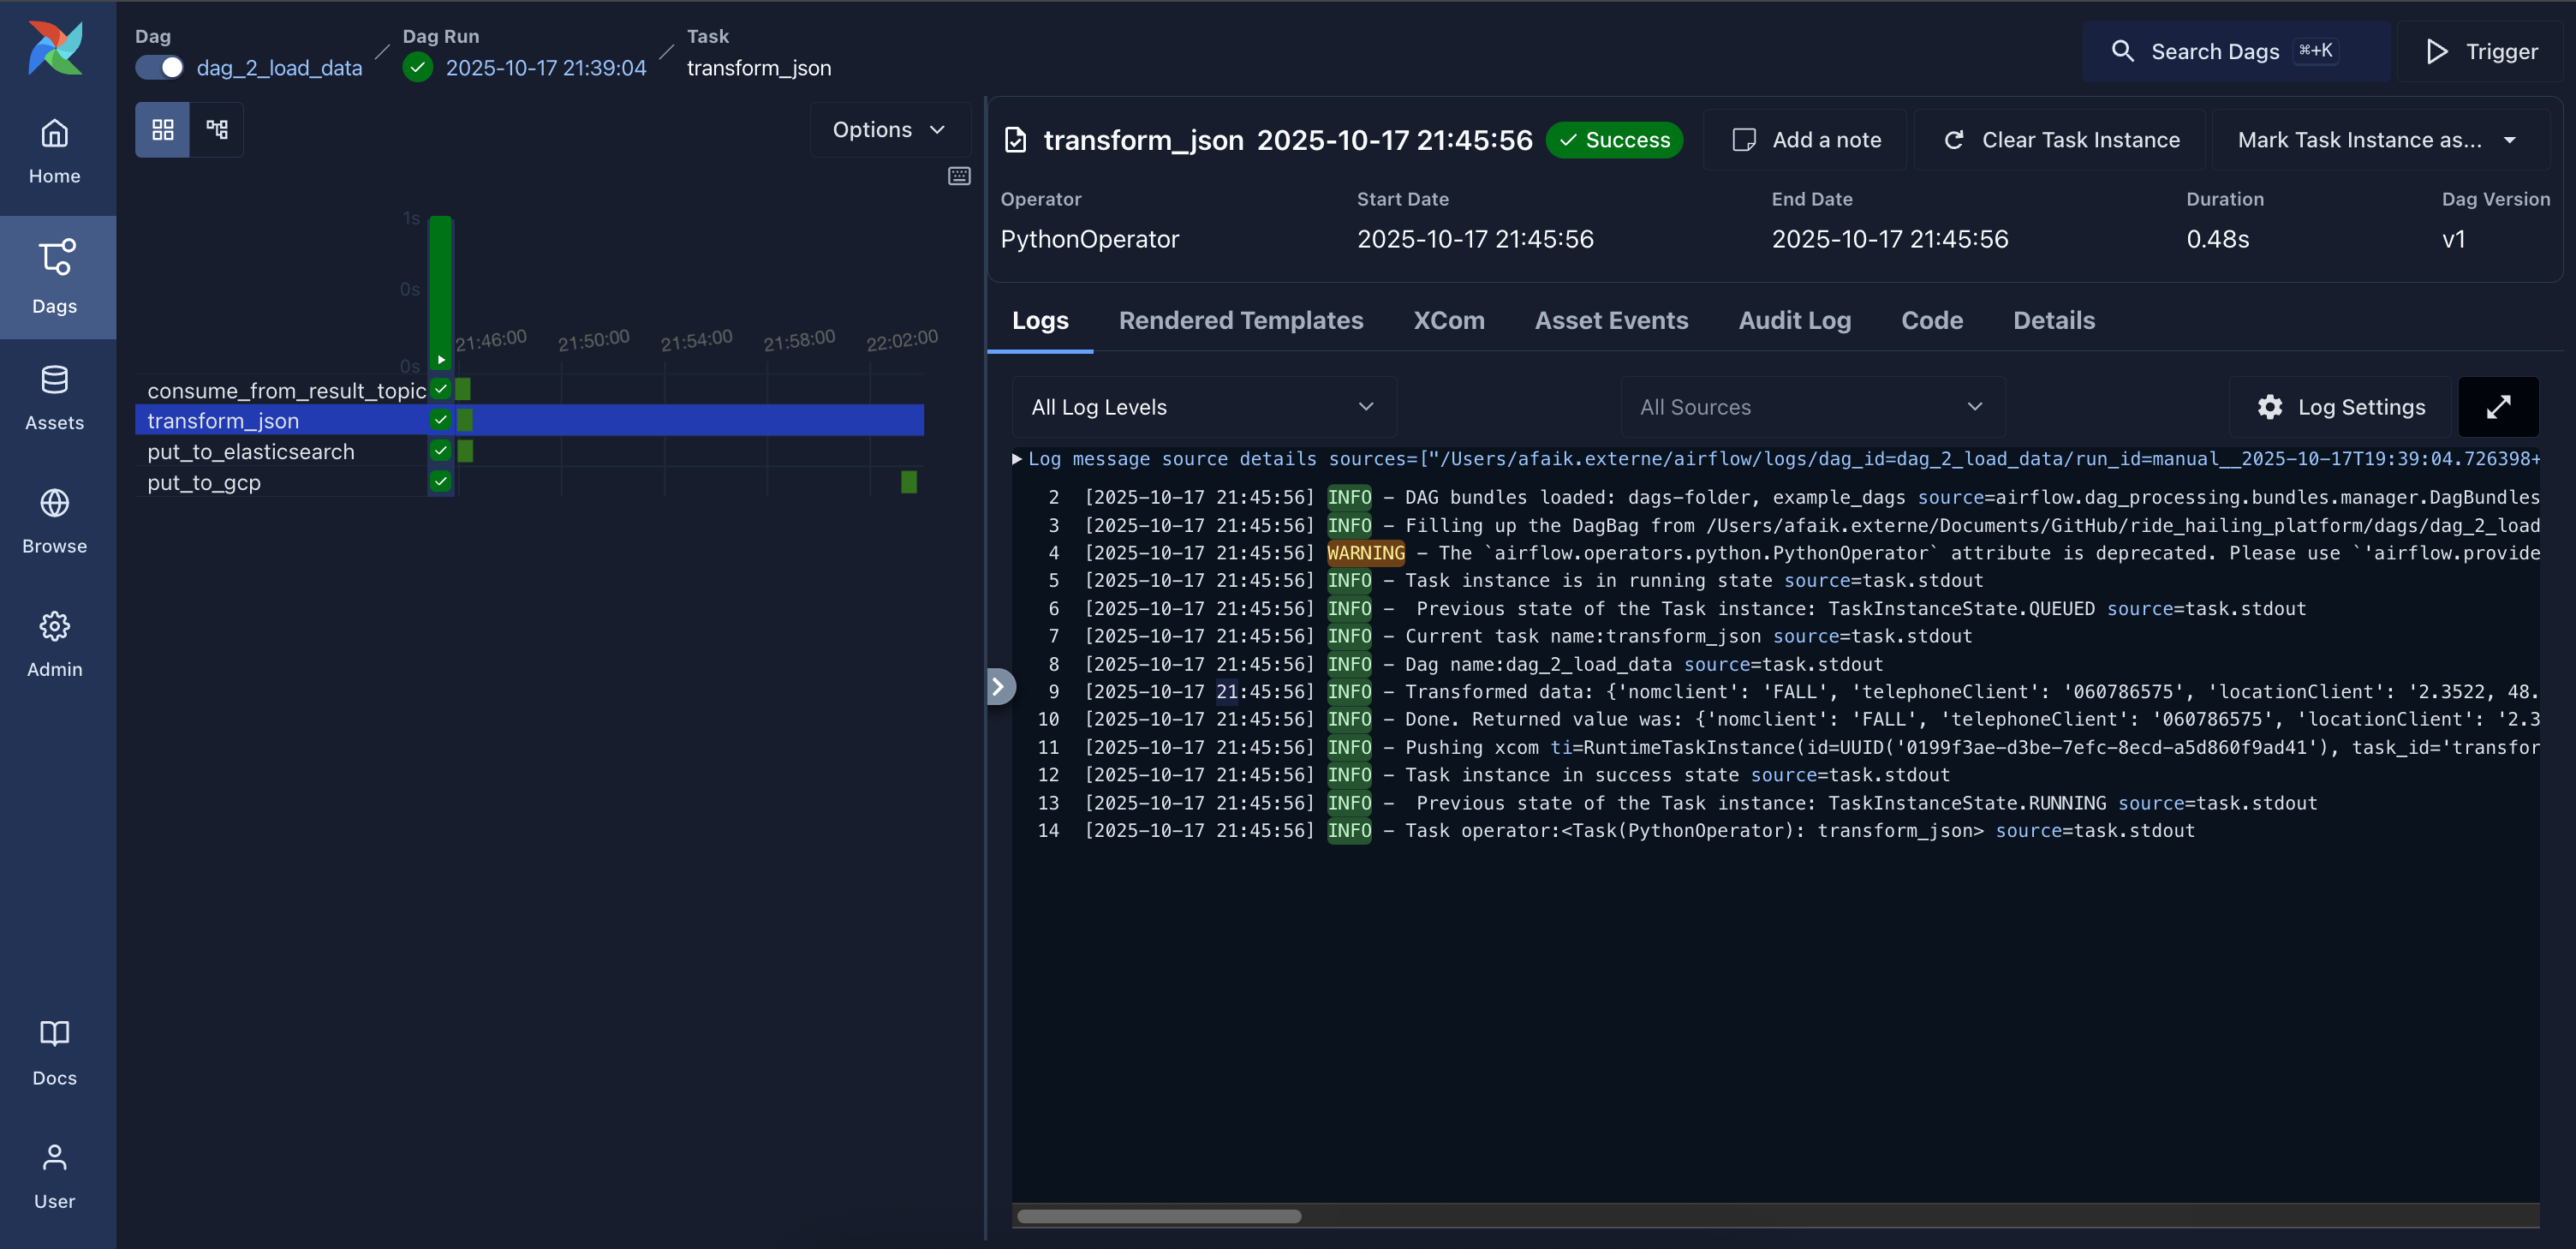 Dag
dag_2_load_data
Dag Run
2025-10-17 21:39:04
Task
transform_json
Search Dags
⌘+K
Trigger
Home
Dags
Assets
Browse
Admin
Docs
User
Options
1s
0s
0s
21:46:00
21:50:00
21:54:00
21:58:00
22:02:00
consume_from_result_topic
transform_json
put_to_elasticsearch
put_to_gcp
transform_json 2025-10-17 21:45:56 Success
Add a note
Clear Task Instance
Mark Task Instance as...
Operator Start Date End Date Duration Dag Version
PythonOperator 2025-10-17 21:45:56 2025-10-17 21:45:56 0.48s v1
Logs Rendered Templates XCom Asset Events Audit Log Code Details
All Log Levels All Sources Log Settings
Log message source details sources=["/Users/afaik.externe/airflow/logs/dag_id=dag_2_load_data/run_id=manual__2025-10-17T19:39:04.726398+
2 [2025-10-17 21:45:56] INFO - DAG bundles loaded: dags-folder, example_dags source=airflow.dag_processing.bundles.manager.DagBundles
3 [2025-10-17 21:45:56] INFO - Filling up the DagBag from /Users/afaik.externe/Documents/GitHub/ride_hailing_platform/dags/dag_2_load
4 [2025-10-17 21:45:56] WARNING - The `airflow.operators.python.PythonOperator` attribute is deprecated. Please use `'airflow.provide
5 [2025-10-17 21:45:56] INFO - Task instance is in running state source=task.stdout
6 [2025-10-17 21:45:56] INFO -  Previous state of the Task instance: TaskInstanceState.QUEUED source=task.stdout
7 [2025-10-17 21:45:56] INFO - Current task name:transform_json source=task.stdout
8 [2025-10-17 21:45:56] INFO - Dag name:dag_2_load_data source=task.stdout
9 [2025-10-17 21:45:56] INFO - Transformed data: {'nomclient': 'FALL', 'telephoneClient': '060786575', 'locationClient': '2.3522, 48.
10 [2025-10-17 21:45:56] INFO - Done. Returned value was: {'nomclient': 'FALL', 'telephoneClient': '060786575', 'locationClient': '2.3
11 [2025-10-17 21:45:56] INFO - Pushing xcom ti=RuntimeTaskInstance(id=UUID('0199f3ae-d3be-7efc-8ecd-a5d860f9ad41'), task_id='transfor
12 [2025-10-17 21:45:56] INFO - Task instance in success state source=task.stdout
13 [2025-10-17 21:45:56] INFO -  Previous state of the Task instance: TaskInstanceState.RUNNING source=task.stdout
14 [2025-10-17 21:45:56] INFO - Task operator:<Task(PythonOperator): transform_json> source=task.stdout